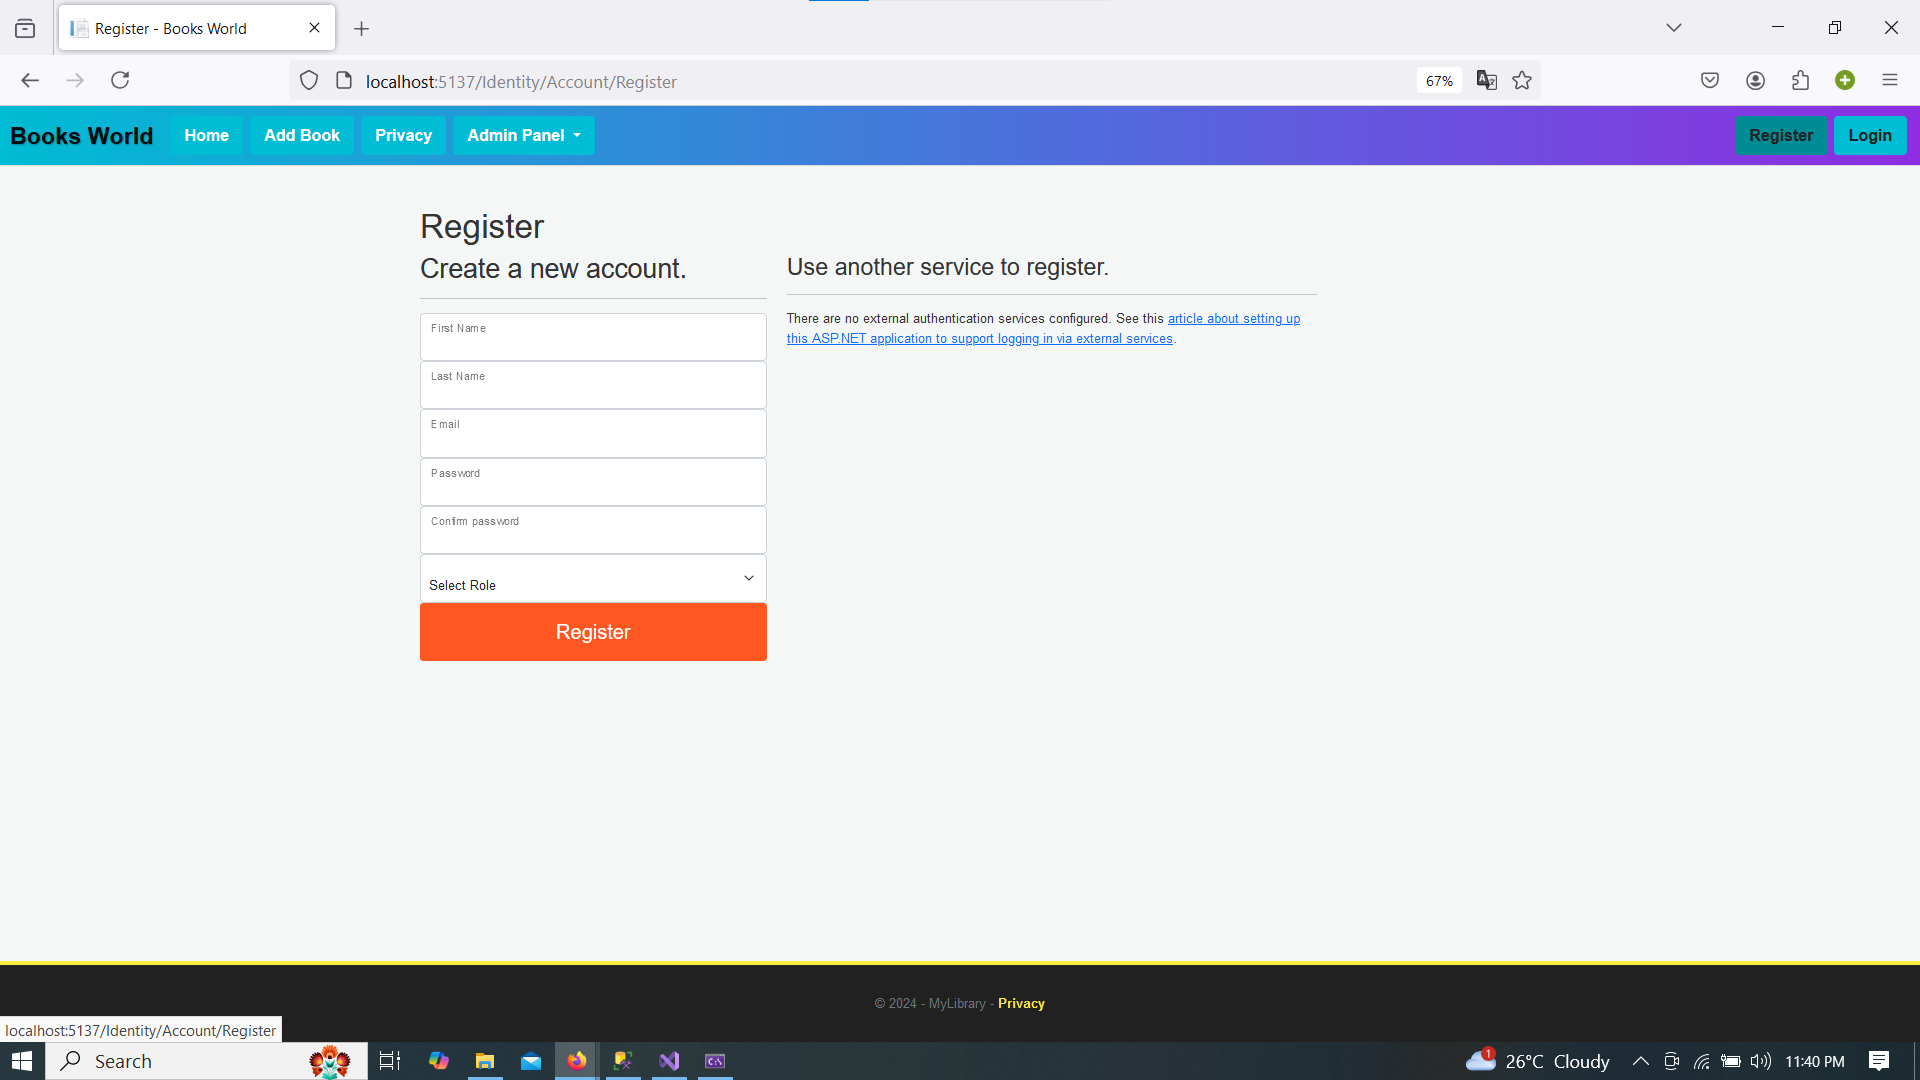 Register - Books World
localhost:5137/Identity/Account/Register
67%
Books World
Home
Add Book
Privacy
Admin Panel
Register
Login
Register
Create a new account.
First Name
Last Name
Email
Password
Confirm password
Select Role
Register
Use another service to register.
There are no external authentication services configured. See this article about setting up
this ASP.NET application to support logging in via external services.
© 2024 - MyLibrary - Privacy
localhost:5137/Identity/Account/Register
Search
1
26°C Cloudy
11:40 PM